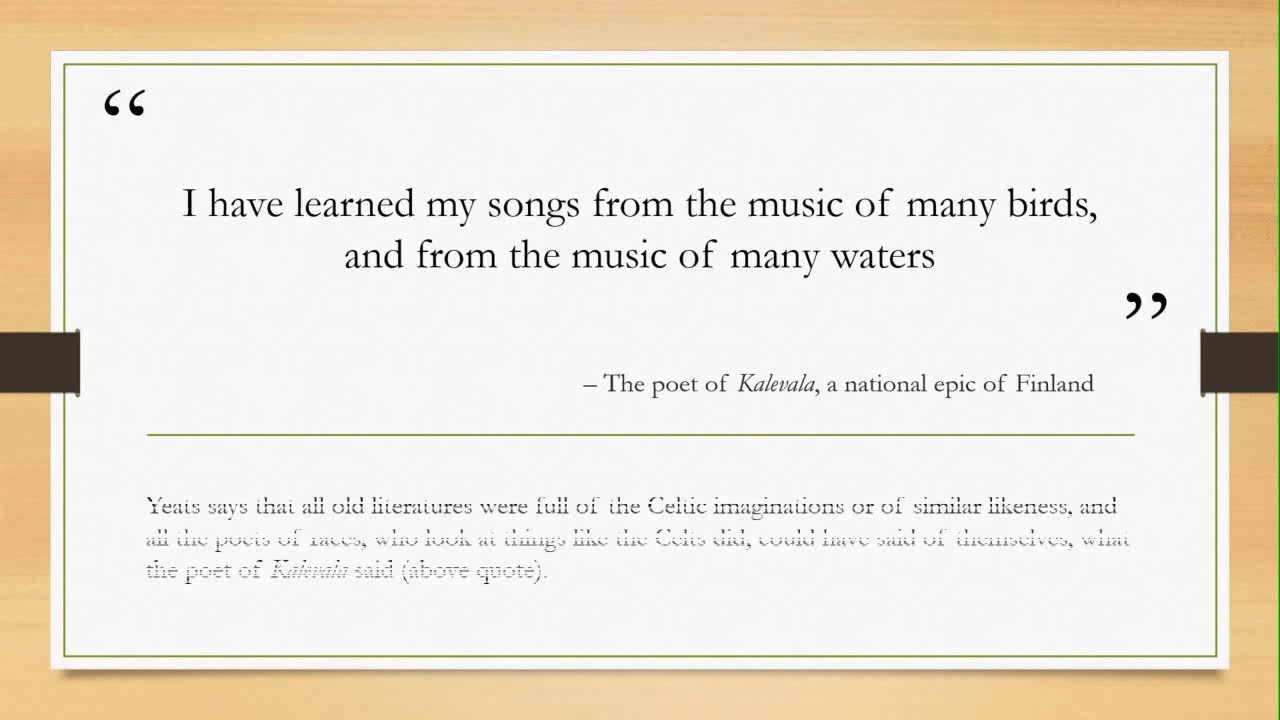 “
I have learned my songs from the music of many birds,
and from the music of many waters
”
– The poet of Kalevala, a national epic of Finland
Yeats says that all old literatures were full of the Celtic imaginations or of similar likeness, and
all the poets of races, who look at things like the Celts did, could have said of themselves, what
the poet of Kalevala said (above quote).